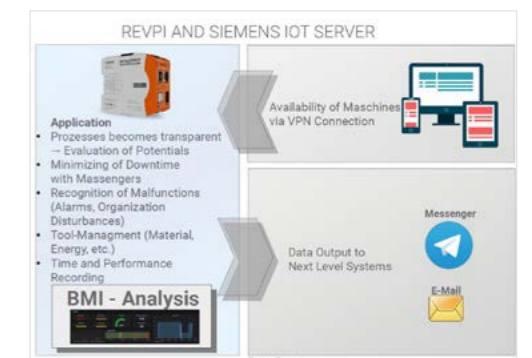 REVPI AND SIEMENS IOT SERVER
Application
• Prozesses becomes transparent
→ Evaluation of Potentials
• Minimizing of Downtime
with Massengers
• Recognition of Malfunctions
(Alarms, Organization
Disturbances)
• Tool-Managment (Material,
Energy, etc.)
• Time and Performance
Recording
BMI - Analysis
Availability of Maschines
via VPN Connection
Data Output to
Next Level Systems
Messenger
E-Mail